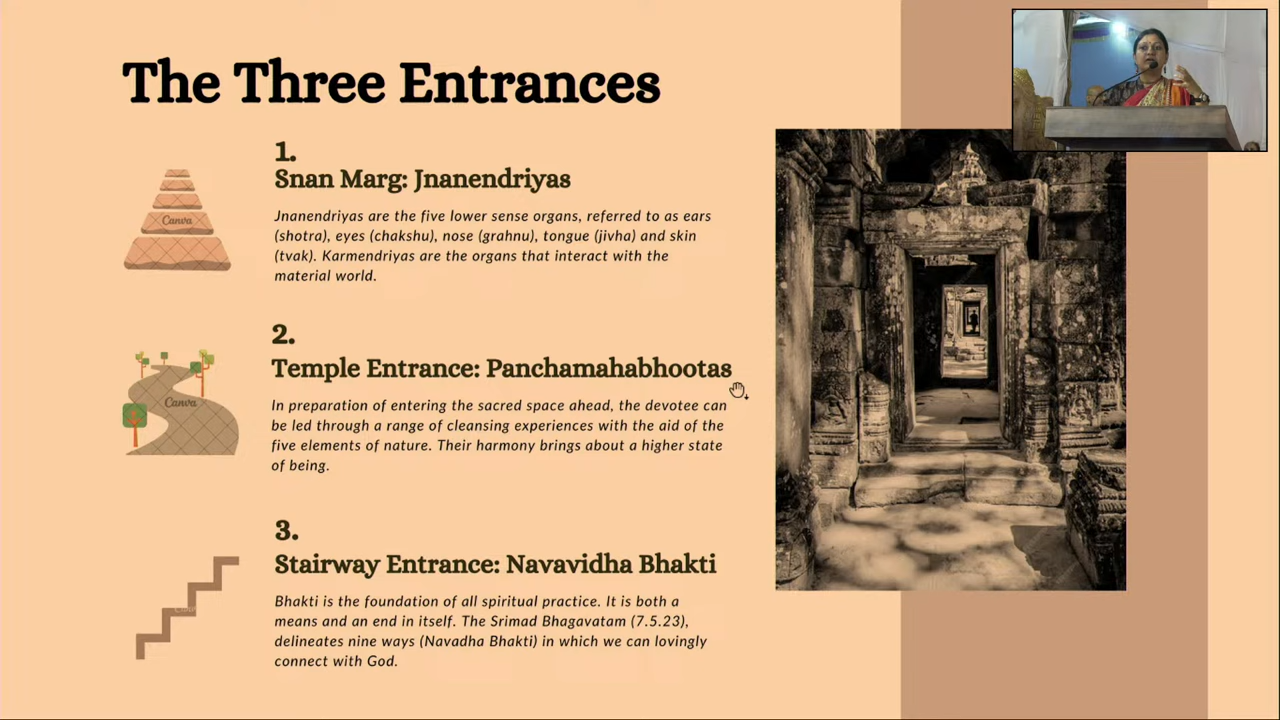 The Three Entrances
1.
Snan Marg: Jnanendriyas
Jnanendriyas are the five lower sense organs, referred to as ears
(shotra), eyes (chakshu), nose (grahnu), tongue (jivha) and skin
(tvak). Karmendriyas are the organs that interact with the
material world.
Canva
2.
Temple Entrance: Panchamahabhootas
In preparation of entering the sacred space ahead, the devotee can
be led through a range of cleansing experiences with the aid of the
five elements of nature. Their harmony brings about a higher state
of being.
Canva
3.
Stairway Entrance: Navavidha Bhakti
Bhakti is the foundation of all spiritual practice. It is both a
means and an end in itself. The Srimad Bhagavatam (7.5.23),
delineates nine ways (Navadha Bhakti) in which we can lovingly
connect with God.